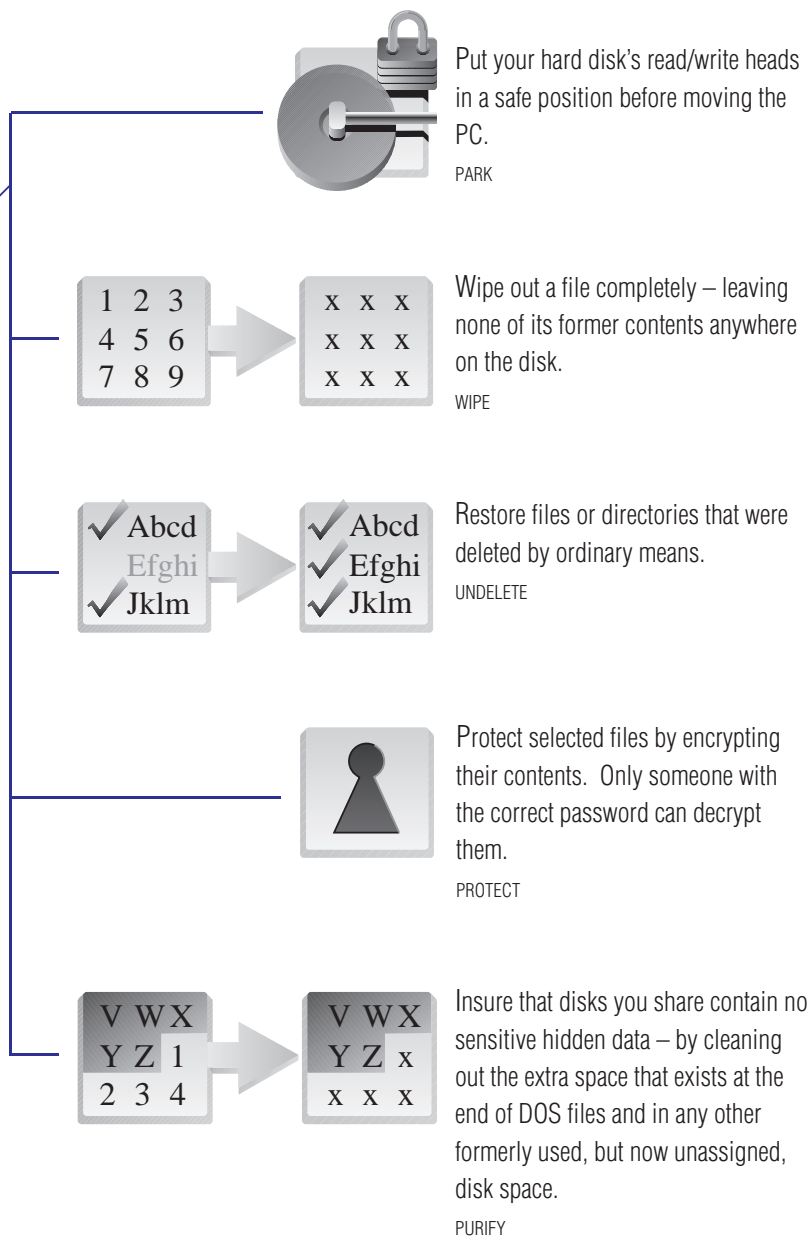 Put your hard disk's read/write heads
in a safe position before moving the
PC.
PARK
1 2 3
4 5 6
7 8 9
x x x
x x x
x x x
Wipe out a file completely – leaving
none of its former contents anywhere
on the disk.
WIPE
Abcd
Efghi
Jklm
Abcd
Efghi
Jklm
Restore files or directories that were
deleted by ordinary means.
UNDELETE
Protect selected files by encrypting
their contents.  Only someone with
the correct password can decrypt
them.
PROTECT
V W X
Y Z 1
2 3 4
V W X
Y Z x
x x x
Insure that disks you share contain no
sensitive hidden data – by cleaning
out the extra space that exists at the
end of DOS files and in any other
formerly used, but now unassigned,
disk space.
PURIFY